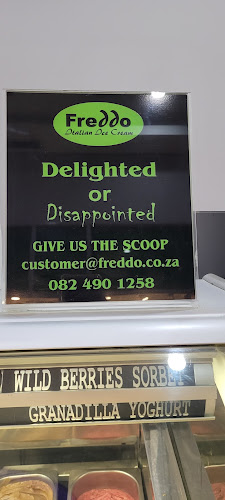 Freddo
Italian Ice Cream
Delighted
or
Disappointed
GIVE US THE SCOOP
customer@freddo.co.za
082 490 1258
WILD BERRIES SORBET
GRANADILLA YOGHURT